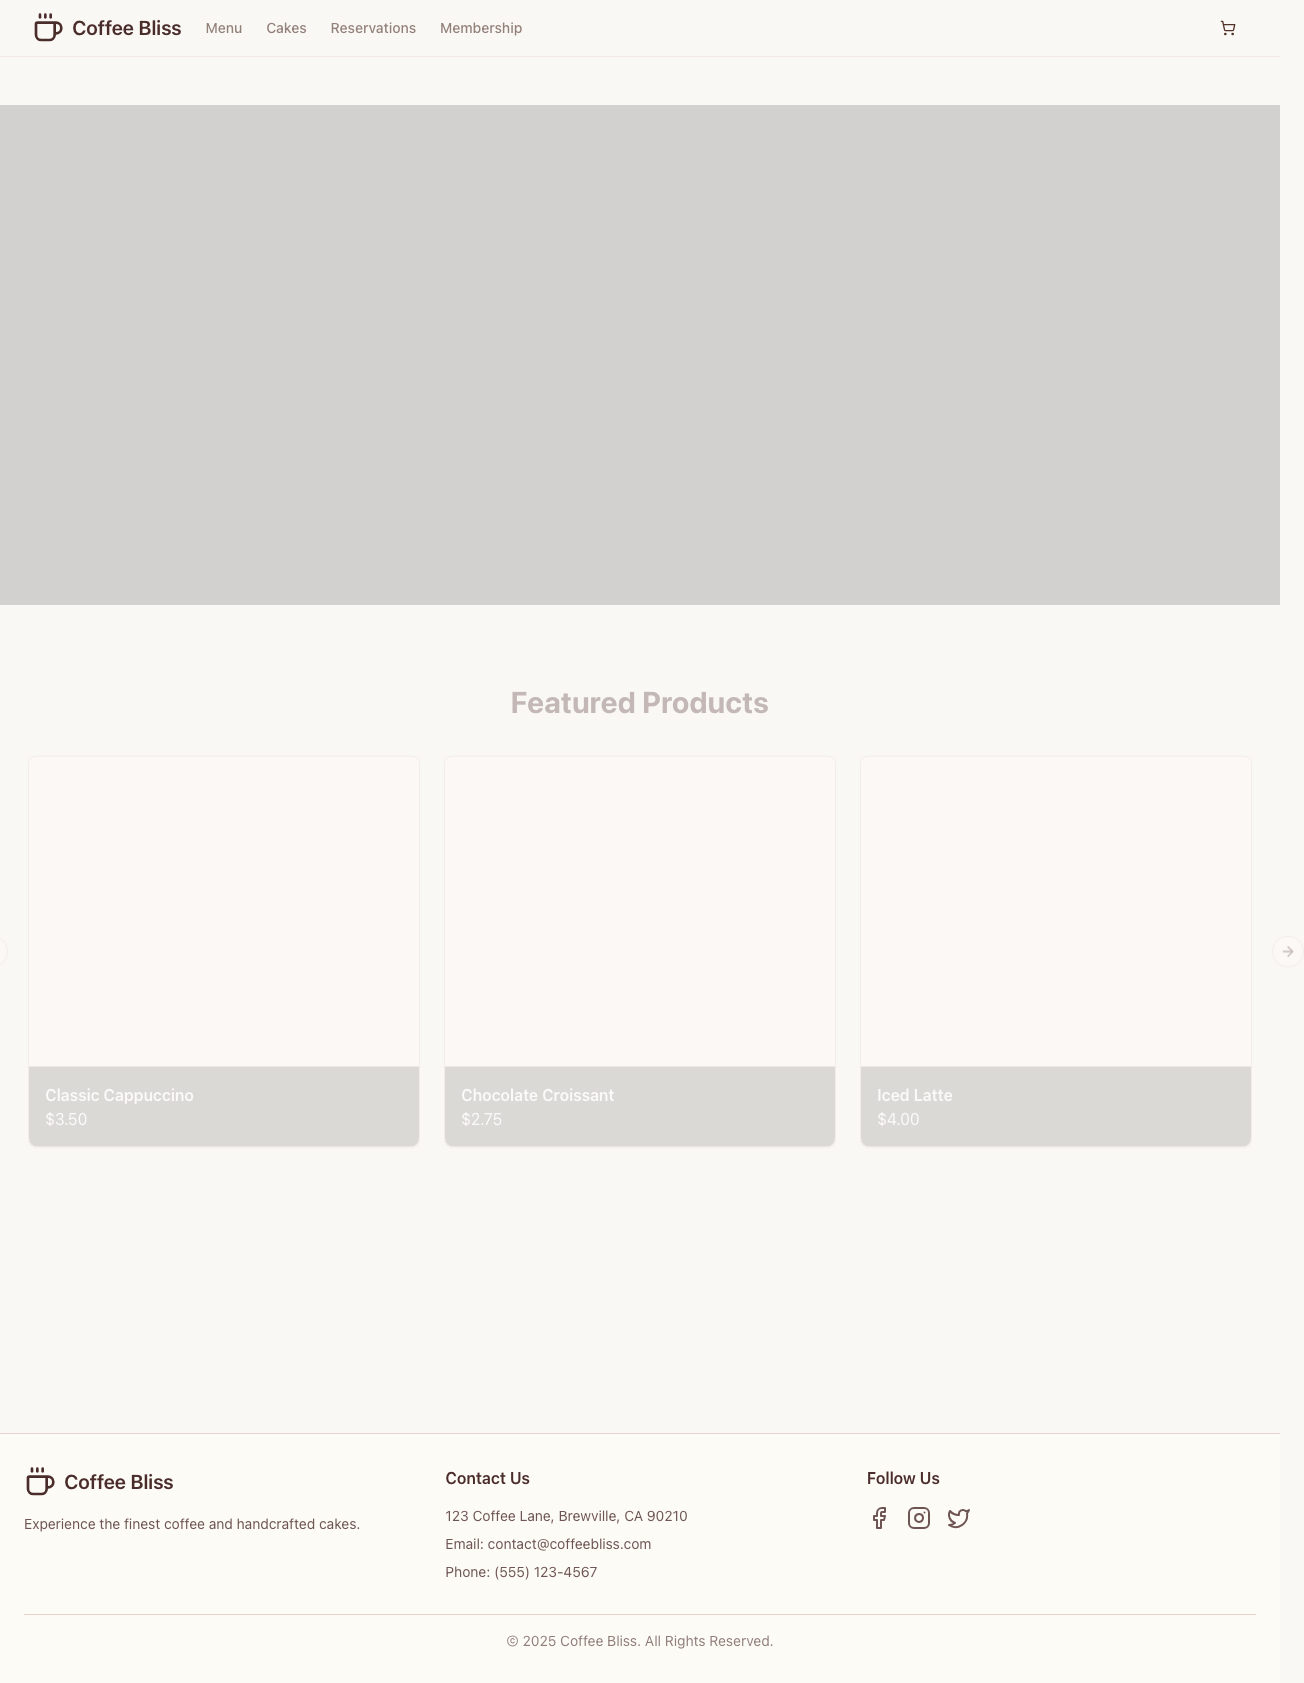 Coffee Bliss Menu Cakes Reservations Membership
Featured Products
Classic Cappuccino
$3.50
Chocolate Croissant
$2.75
Iced Latte
$4.00
Coffee Bliss
Experience the finest coffee and handcrafted cakes.
Contact Us
123 Coffee Lane, Brewville, CA 90210
Email: contact@coffeebliss.com
Phone: (555) 123-4567
Follow Us
© 2025 Coffee Bliss. All Rights Reserved.